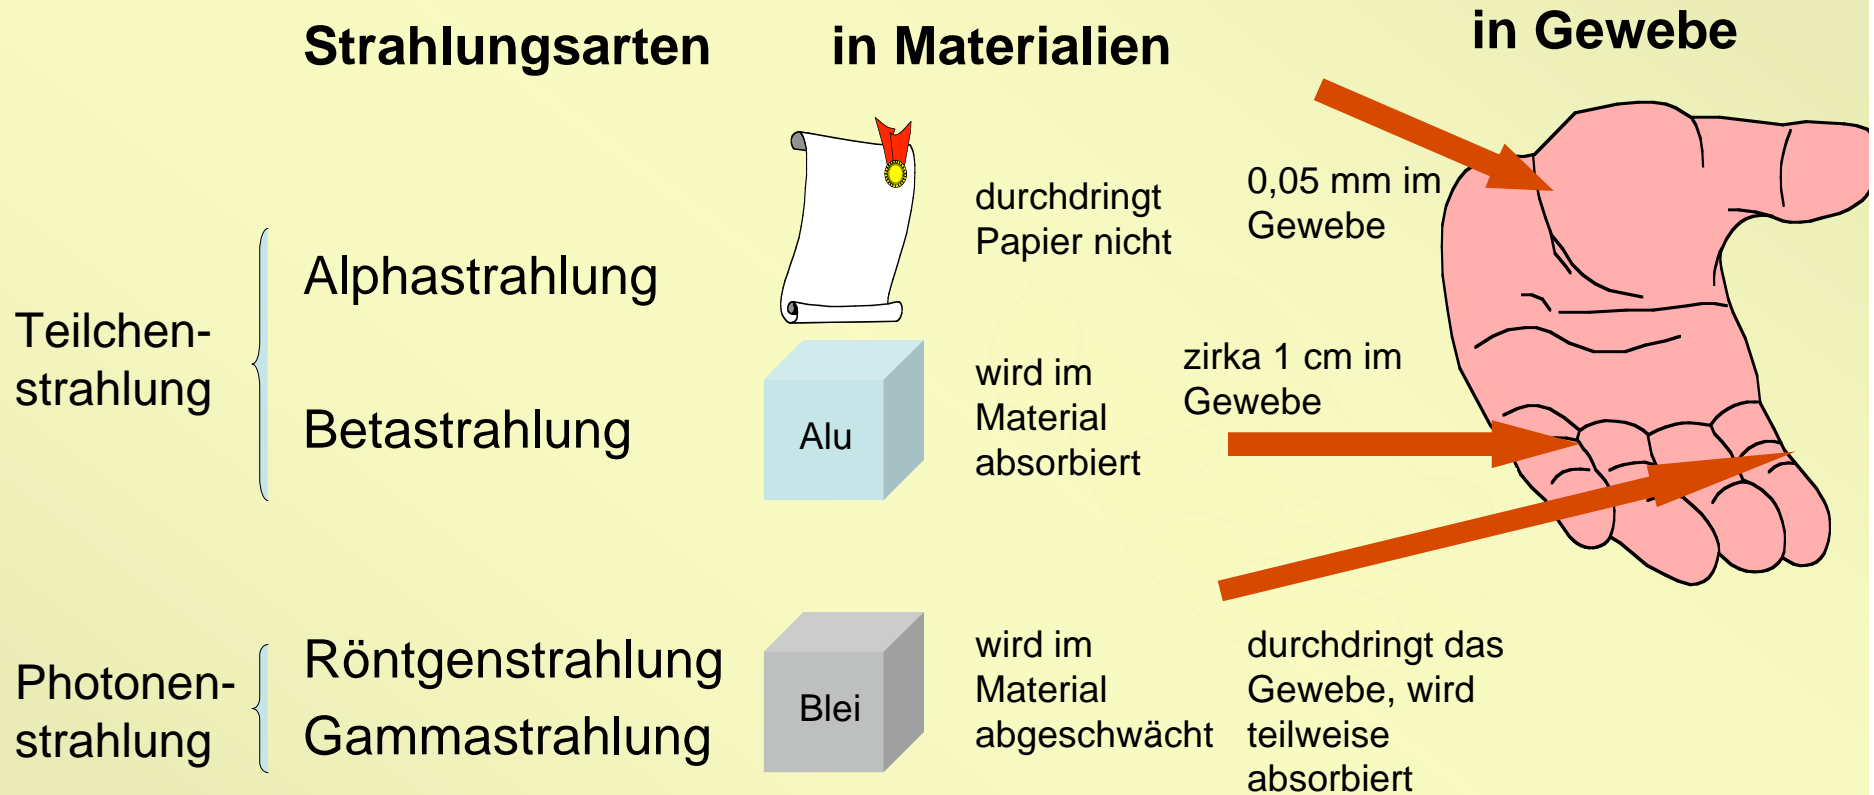 Strahlungsarten
in Materialien
in Gewebe
Teilchen-
strahlung
Alphastrahlung
durchdringt
Papier nicht
0,05 mm im
Gewebe
Betastrahlung
Alu
wird im
Material
absorbiert
zirka 1 cm im
Gewebe
Photonen-
strahlung
Röntgenstrahlung
Gammastrahlung
Blei
wird im
Material
abgeschwächt
durchdringt das
Gewebe, wird
teilweise
absorbiert